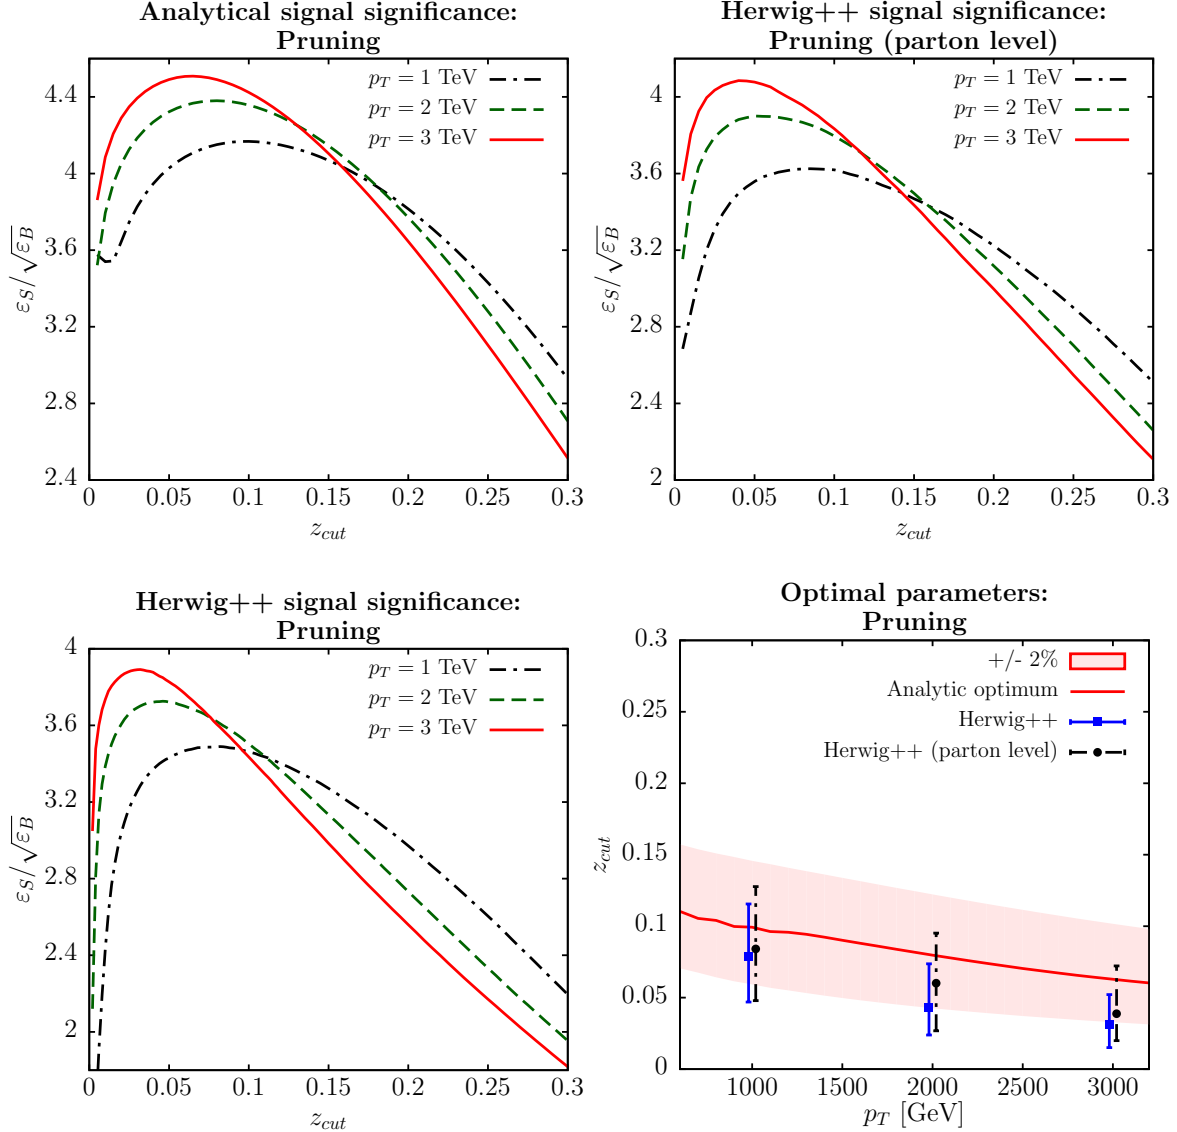 Analytical signal significance:
Pruning
p_T = 1 TeV
p_T = 2 TeV
p_T = 3 TeV
ε_S/√ε_B
4.4
4
3.6
3.2
2.8
2.4
0 0.05 0.1 0.15 0.2 0.25 0.3
z_cut
Herwig++ signal significance:
Pruning (parton level)
p_T = 1 TeV
p_T = 2 TeV
p_T = 3 TeV
ε_S/√ε_B
4
3.6
3.2
2.8
2.4
2
0 0.05 0.1 0.15 0.2 0.25 0.3
z_cut
Herwig++ signal significance:
Pruning
p_T = 1 TeV
p_T = 2 TeV
p_T = 3 TeV
ε_S/√ε_B
4
3.6
3.2
2.8
2.4
2
0 0.05 0.1 0.15 0.2 0.25 0.3
z_cut
Optimal parameters:
Pruning
+/- 2%
Analytic optimum
Herwig++
Herwig++ (parton level)
z_cut
0.3
0.25
0.2
0.15
0.1
0.05
0
1000 1500 2000 2500 3000
p_T [GeV]